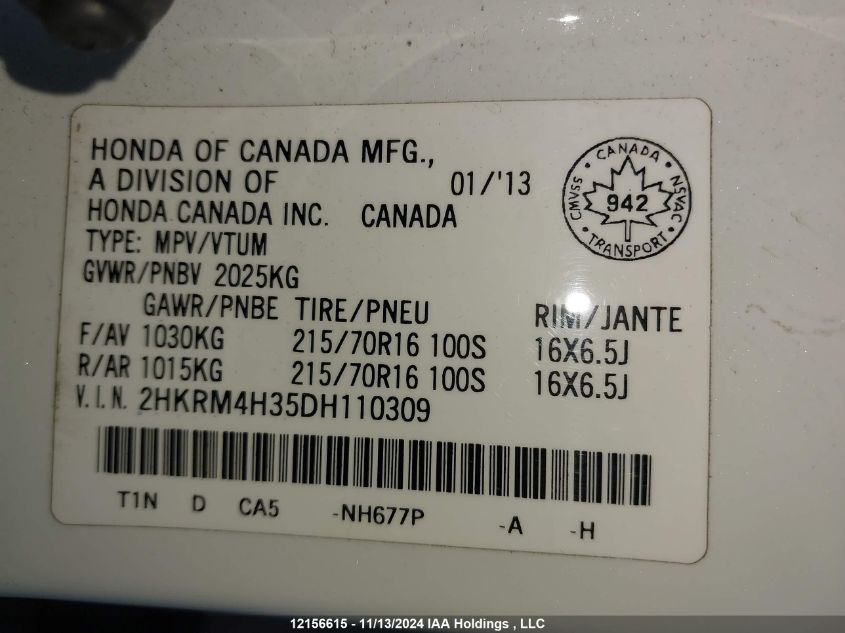 HONDA OF CANADA MFG.,
A DIVISION OF 01/'13
HONDA CANADA INC. CANADA
TYPE: MPV/VTUM
GVWR/PNBV 2025KG
GAWR/PNBE TIRE/PNEU RIM/JANTE
F/AV 1030KG 215/70R16 100S 16X6.5J
R/AR 1015KG 215/70R16 100S 16X6.5J
V.I.N. 2HKRM4H35DH110309
T1N D CA5 -NH677P -A -H
CANADA
CMVSS 942 NSVAC
TRANSPORT
12156615 - 11/13/2024 IAA Holdings , LLC